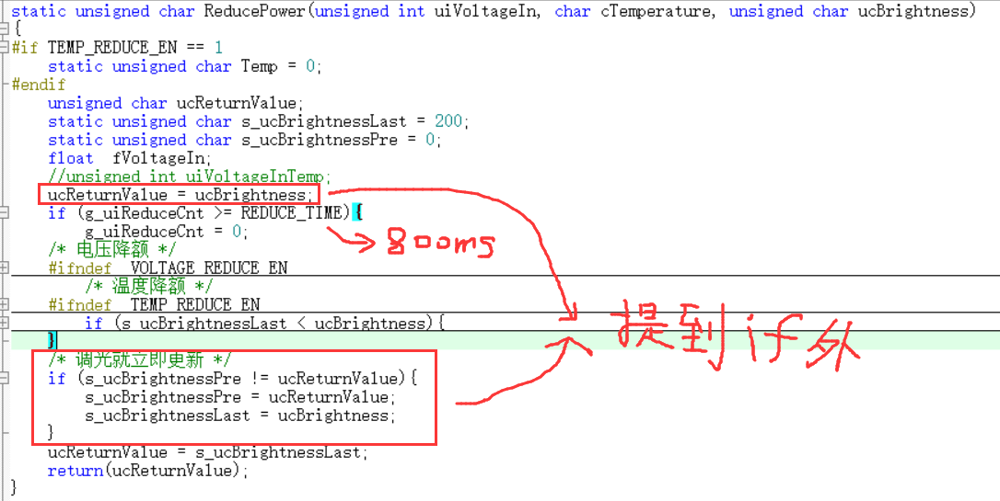 static unsigned char ReducePower(unsigned int uiVoltageIn, char cTemperature, unsigned char ucBrightness)
{
#if TEMP_REDUCE_EN == 1
static unsigned char Temp = 0;
#endif
unsigned char ucReturnValue;
static unsigned char s_ucBrightnessLast = 200;
static unsigned char s_ucBrightnessPre = 0;
float  fVoltageIn;
//unsigned int uiVoltageInTemp;
ucReturnValue = ucBrightness;
if (g_uiReduceCnt >= REDUCE_TIME){
g_uiReduceCnt = 0;
800ms
/* 电压降额 */
#ifndef  VOLTAGE_REDUCE_EN
/* 温度降额 */
#ifndef  TEMP_REDUCE_EN
if (s_ucBrightnessLast < ucBrightness){
提到if外
}
/* 调光就立即更新 */
if (s_ucBrightnessPre != ucReturnValue){
s_ucBrightnessPre = ucReturnValue;
s_ucBrightnessLast = ucBrightness;
}
ucReturnValue = s_ucBrightnessLast;
return(ucReturnValue);
}